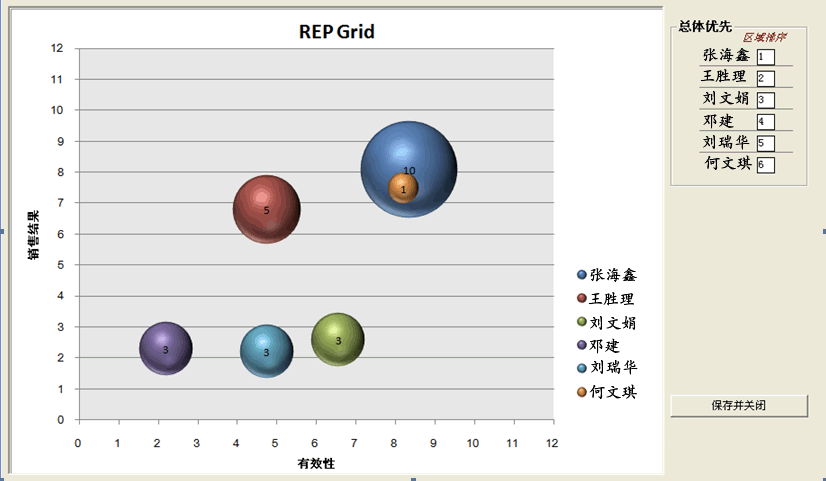 REP Grid
12
11
10
9
8
7
6
5
4
3
2
1
0
销售结果
10
1
5
3
3
3
0 1 2 3 4 5 6 7 8 9 10 11 12
有效性
张海鑫
王胜理
刘文娟
邓建
刘瑞华
何文琪
总体优先
区域排序
张海鑫 1
王胜理 2
刘文娟 3
邓建 4
刘瑞华 5
何文琪 6
保存并关闭